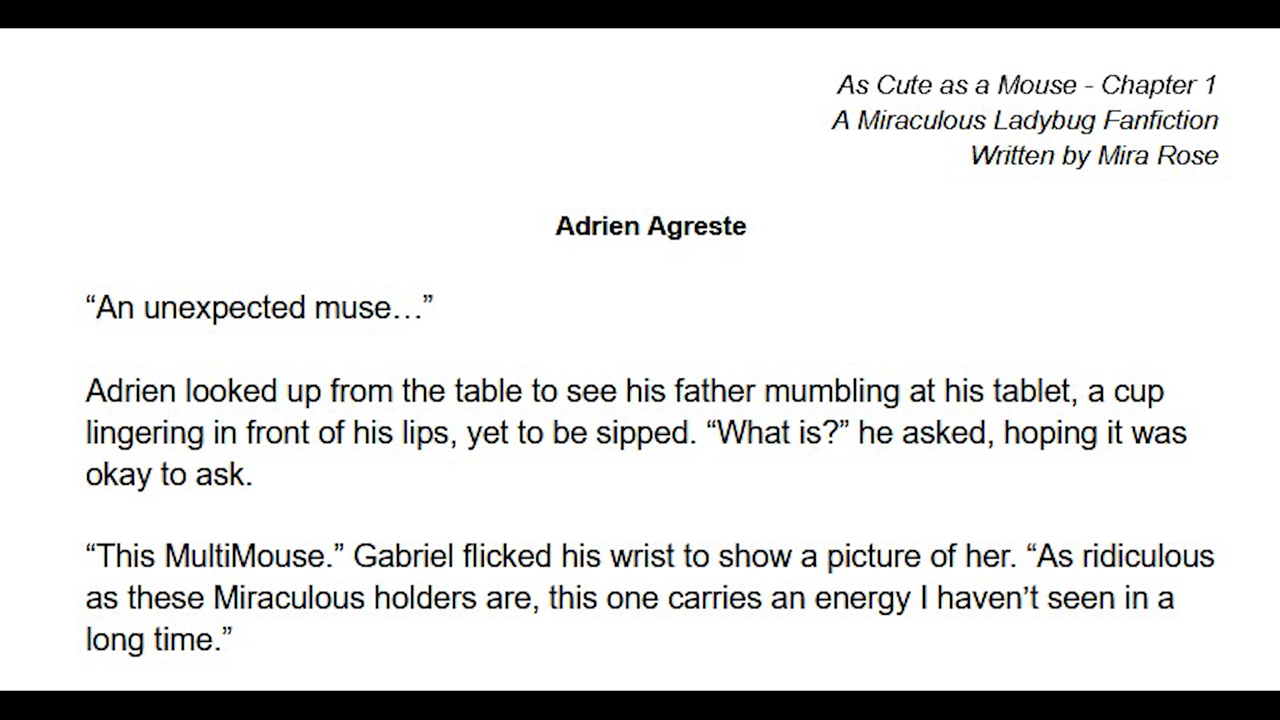 As Cute as a Mouse - Chapter 1
A Miraculous Ladybug Fanfiction
Written by Mira Rose
Adrien Agreste
“An unexpected muse…”
Adrien looked up from the table to see his father mumbling at his tablet, a cup
lingering in front of his lips, yet to be sipped. “What is?” he asked, hoping it was
okay to ask.
“This MultiMouse.” Gabriel flicked his wrist to show a picture of her. “As ridiculous
as these Miraculous holders are, this one carries an energy I haven’t seen in a
long time.”